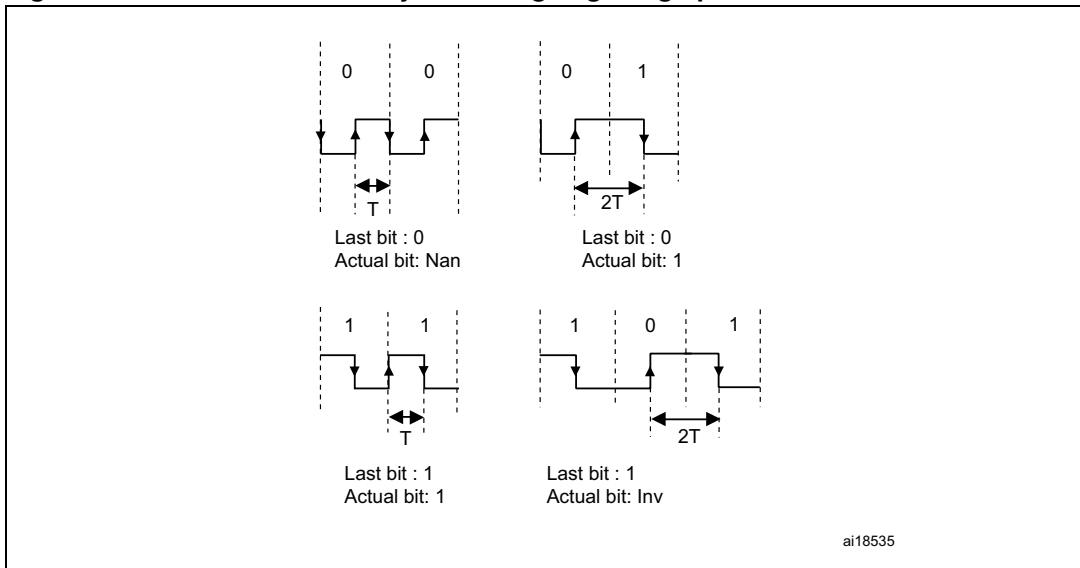 0 0
T
Last bit : 0
Actual bit: Nan
0 1
2T
Last bit : 0
Actual bit: 1
1 1
T
Last bit : 1
Actual bit: 1
1 0 1
2T
Last bit : 1
Actual bit: Inv
ai18535